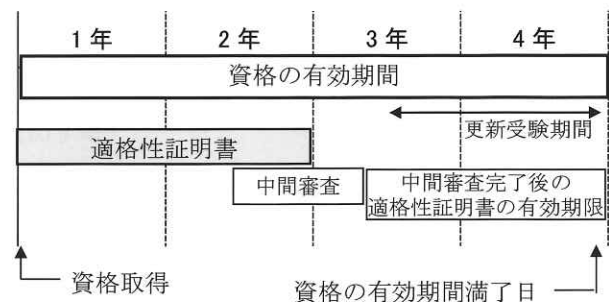 1年 2年 3年 4年
資格の有効期間
更新受験期間
適格性証明書
中間審査
中間審査完了後の
適格性証明書の有効期限
資格取得
資格の有効期間満了日